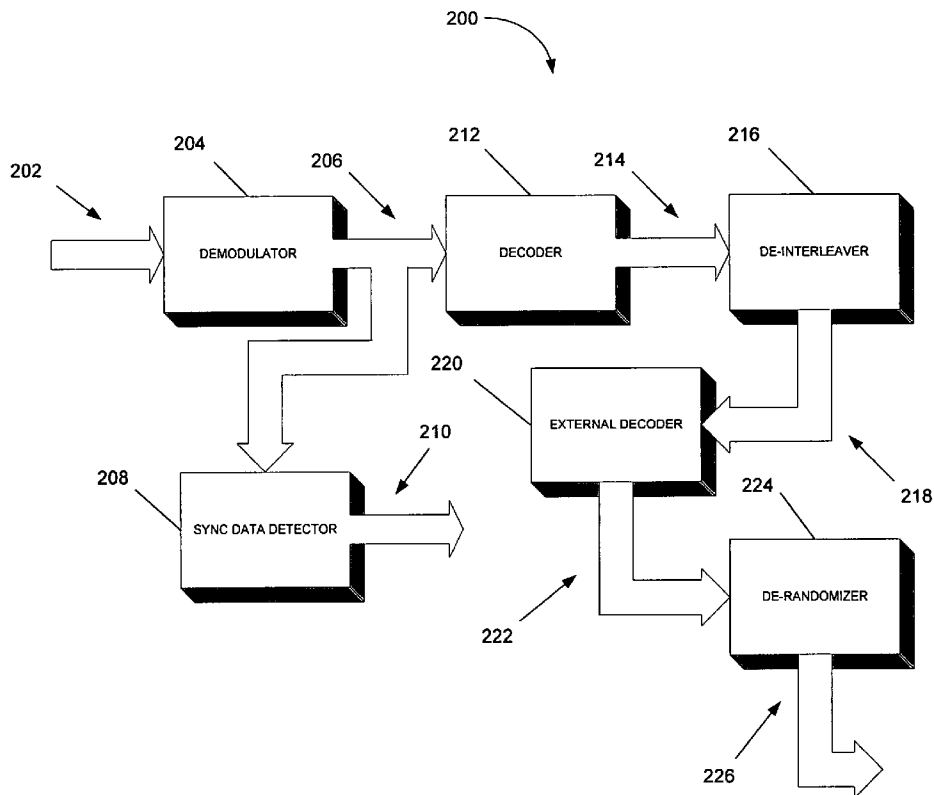 200
202
204
206
212
214
216
DEMODULATOR
DECODER
DE-INTERLEAVER
220
EXTERNAL DECODER
210
208
SYNC DATA DETECTOR
218
224
222
DE-RANDOMIZER
226